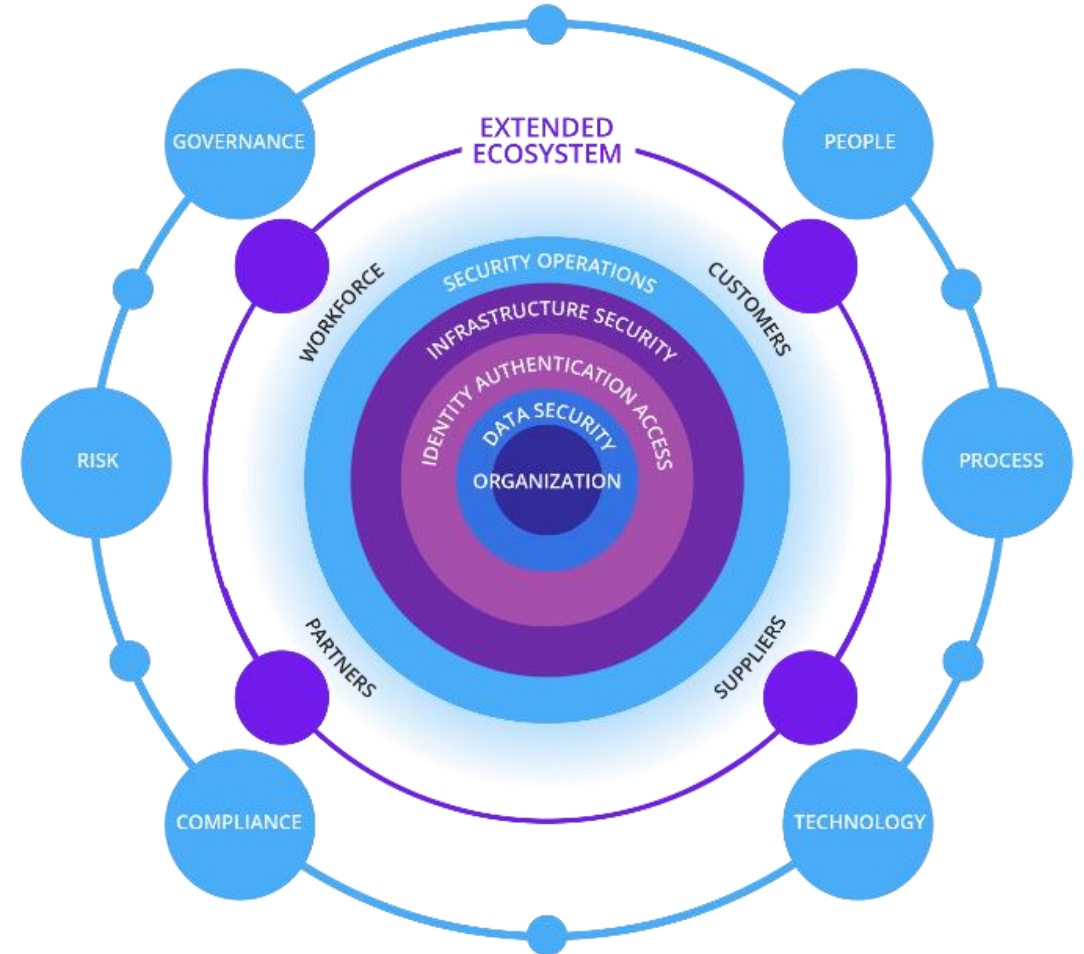 GOVERNANCE
PEOPLE
EXTENDED
ECOSYSTEM
WORKFORCE
CUSTOMERS
SECURITY OPERATIONS
INFRASTRUCTURE SECURITY
IDENTITY AUTHENTICATION ACCESS
DATA SECURITY
ORGANIZATION
RISK
PROCESS
PARTNERS
SUPPLIERS
COMPLIANCE
TECHNOLOGY